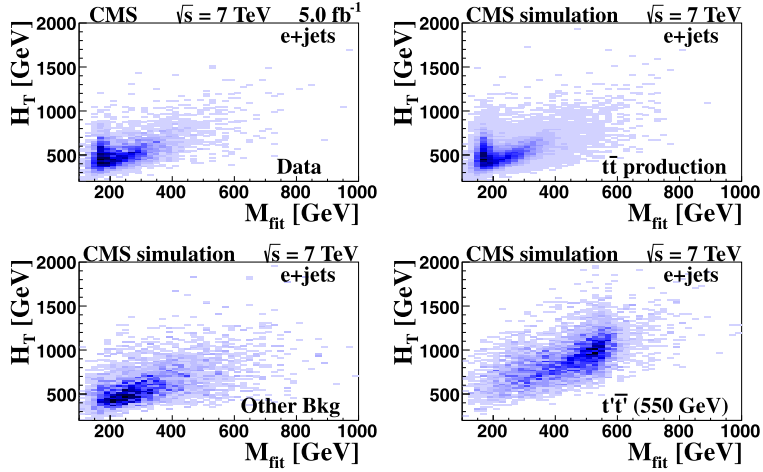 CMS √s = 7 TeV 5.0 fb⁻¹
e+jets
H_T [GeV]
2000
1500
1000
500
Data
200 400 600 800 1000
M_fit [GeV]
CMS simulation √s = 7 TeV
e+jets
H_T [GeV]
2000
1500
1000
500
tt̅ production
200 400 600 800 1000
M_fit [GeV]
CMS simulation √s = 7 TeV
e+jets
H_T [GeV]
2000
1500
1000
500
Other Bkg
200 400 600 800 1000
M_fit [GeV]
CMS simulation √s = 7 TeV
e+jets
H_T [GeV]
2000
1500
1000
500
t't̅' (550 GeV)
200 400 600 800 1000
M_fit [GeV]